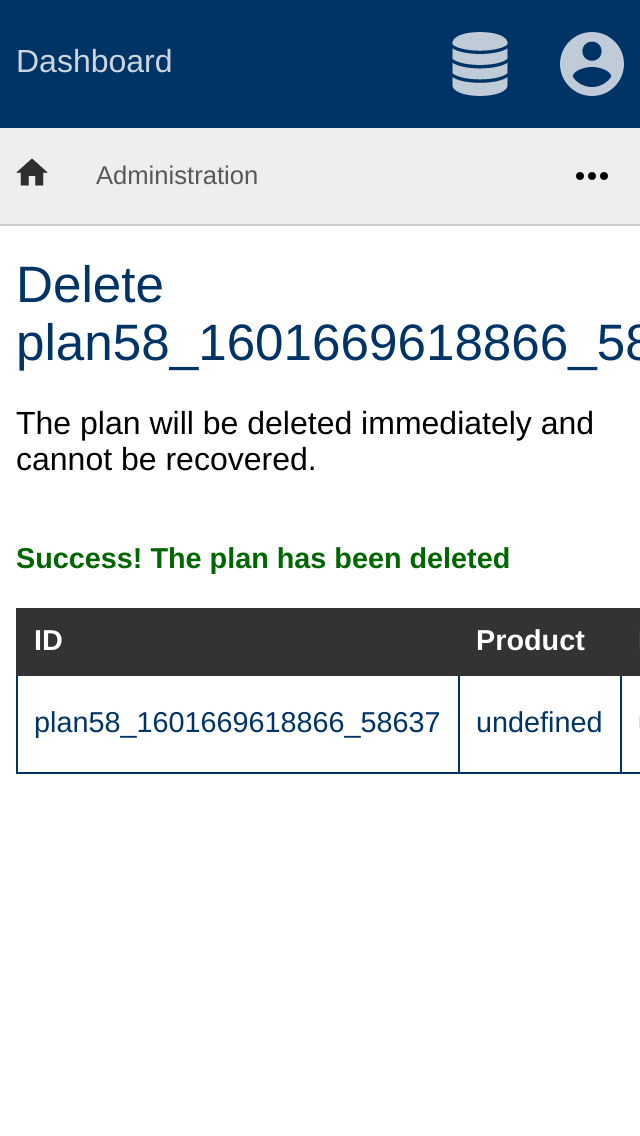 Dashboard
Administration
Delete
plan58_1601669618866_58
The plan will be deleted immediately and
cannot be recovered.
Success! The plan has been deleted
ID Product
plan58_1601669618866_58637 undefined